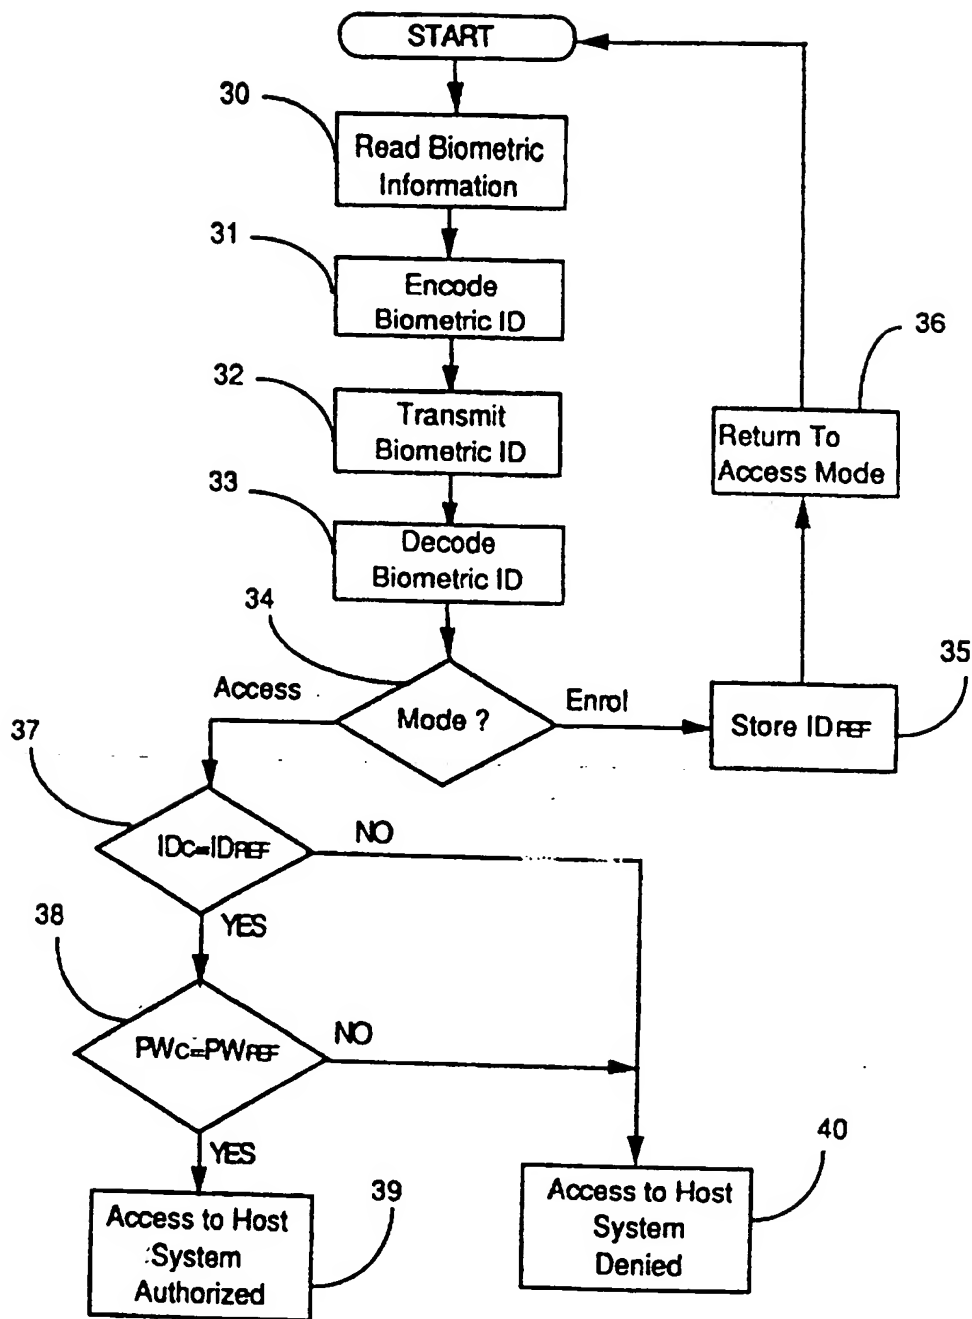 START
30
Read Biometric
Information
31
Encode
Biometric ID
36
32
Transmit
Biometric ID
Return To
Access Mode
33
Decode
Biometric ID
34
35
Access
Mode ?
Enrol
Store IDREF
37
IDC=IDREF
NO
YES
38
PWC=PWREF
NO
YES
40
39
Access to Host
System
Denied
Access to Host
System
Authorized